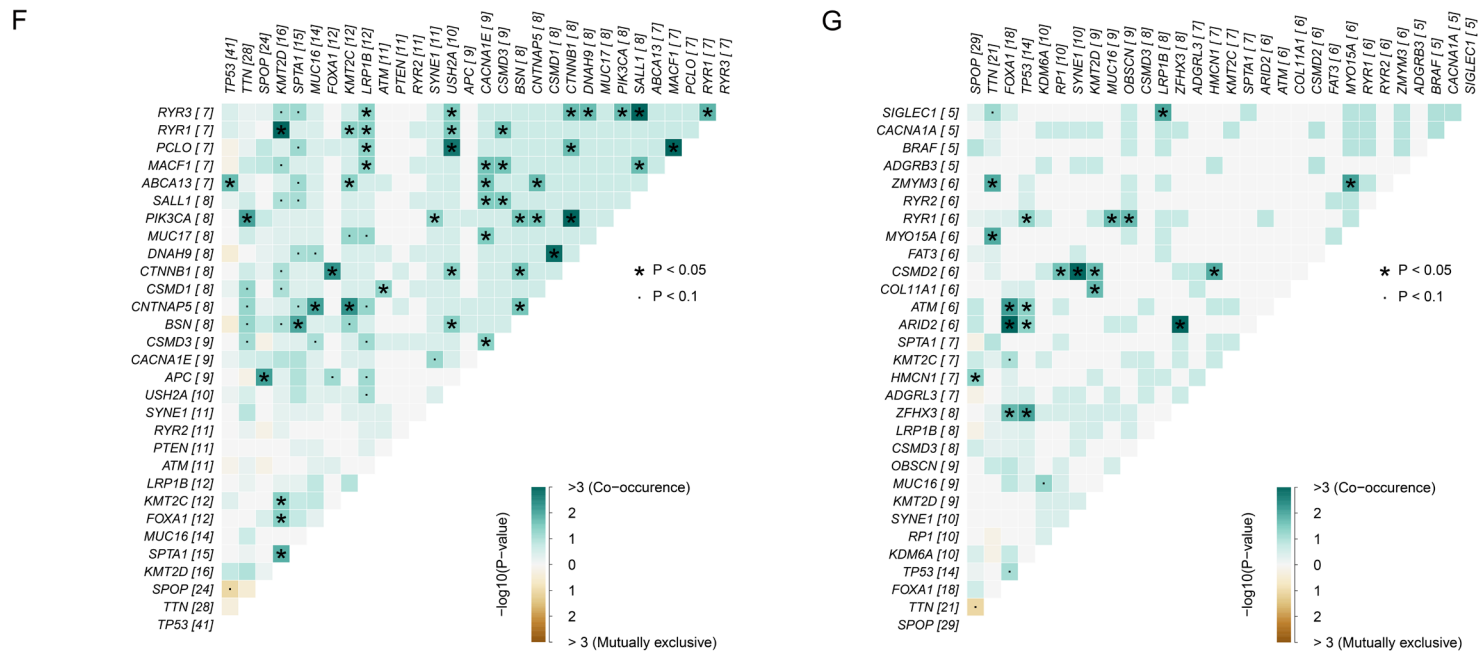 F
TP53 [41]
TTN [28]
SPOP [24]
KMT2D [16]
SPTA1 [15]
MUC16 [14]
FOXA1 [12]
KMT2C [12]
LRP1B [12]
ATM [11]
PTEN [11]
RYR2 [11]
SYNE1 [11]
USH2A [10]
APC [ 9]
CACNA1E [ 9]
CSMD3 [ 9]
BSN [ 8]
CNTNAP5 [ 8]
CSMD1 [ 8]
CTNNB1 [ 8]
DNAH9 [ 8]
MUC17 [ 8]
PIK3CA [ 8]
SALL1 [ 8]
ABCA13 [ 7]
MACF1 [ 7]
PCLO [ 7]
RYR1 [ 7]
RYR3 [ 7]
RYR3 [ 7]
RYR1 [ 7]
PCLO [ 7]
MACF1 [ 7]
ABCA13 [ 7]
SALL1 [ 8]
PIK3CA [ 8]
MUC17 [ 8]
DNAH9 [ 8]
CTNNB1 [ 8]
CSMD1 [ 8]
CNTNAP5 [ 8]
BSN [ 8]
CSMD3 [ 9]
CACNA1E [ 9]
APC [ 9]
USH2A [10]
SYNE1 [11]
RYR2 [11]
PTEN [11]
ATM [11]
LRP1B [12]
KMT2C [12]
FOXA1 [12]
MUC16 [14]
SPTA1 [15]
KMT2D [16]
SPOP [24]
TTN [28]
TP53 [41]
* P < 0.05
· P < 0.1
−log10(P−value)
>3 (Co−occurence)
2
1
0
1
2
> 3 (Mutually exclusive)
G
SPOP [29]
TTN [21]
FOXA1 [18]
TP53 [14]
KDM6A [10]
RP1 [10]
SYNE1 [10]
KMT2D [ 9]
MUC16 [ 9]
OBSCN [ 9]
CSMD3 [ 8]
LRP1B [ 8]
ZFHX3 [ 8]
ADGRL3 [ 7]
HMCN1 [ 7]
KMT2C [ 7]
SPTA1 [ 7]
ARID2 [ 6]
ATM [ 6]
COL11A1 [ 6]
CSMD2 [ 6]
FAT3 [ 6]
MYO15A [ 6]
RYR1 [ 6]
RYR2 [ 6]
ZMYM3 [ 6]
ADGRB3 [ 5]
BRAF [ 5]
CACNA1A [ 5]
SIGLEC1 [ 5]
SIGLEC1 [ 5]
CACNA1A [ 5]
BRAF [ 5]
ADGRB3 [ 5]
ZMYM3 [ 6]
RYR2 [ 6]
RYR1 [ 6]
MYO15A [ 6]
FAT3 [ 6]
CSMD2 [ 6]
COL11A1 [ 6]
ATM [ 6]
ARID2 [ 6]
SPTA1 [ 7]
KMT2C [ 7]
HMCN1 [ 7]
ADGRL3 [ 7]
ZFHX3 [ 8]
LRP1B [ 8]
CSMD3 [ 8]
OBSCN [ 9]
MUC16 [ 9]
KMT2D [ 9]
SYNE1 [10]
RP1 [10]
KDM6A [10]
TP53 [14]
FOXA1 [18]
TTN [21]
SPOP [29]
* P < 0.05
· P < 0.1
−log10(P−value)
>3 (Co−occurence)
2
1
0
1
2
> 3 (Mutually exclusive)